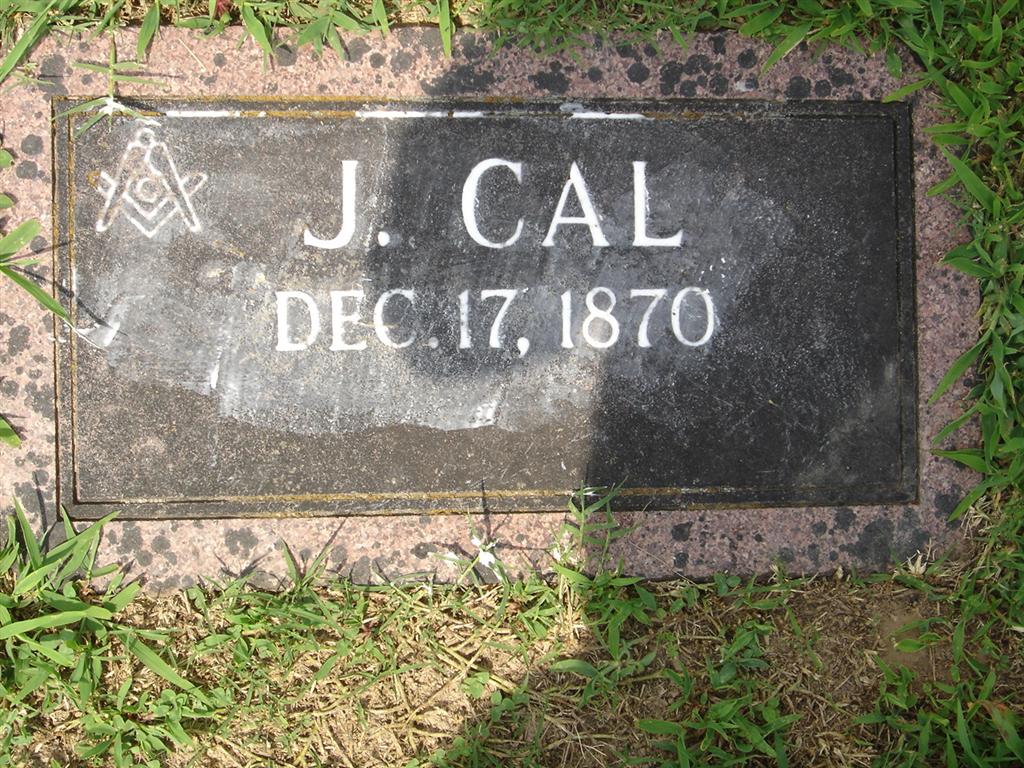 G
J. CAL
DEC. 17, 1870